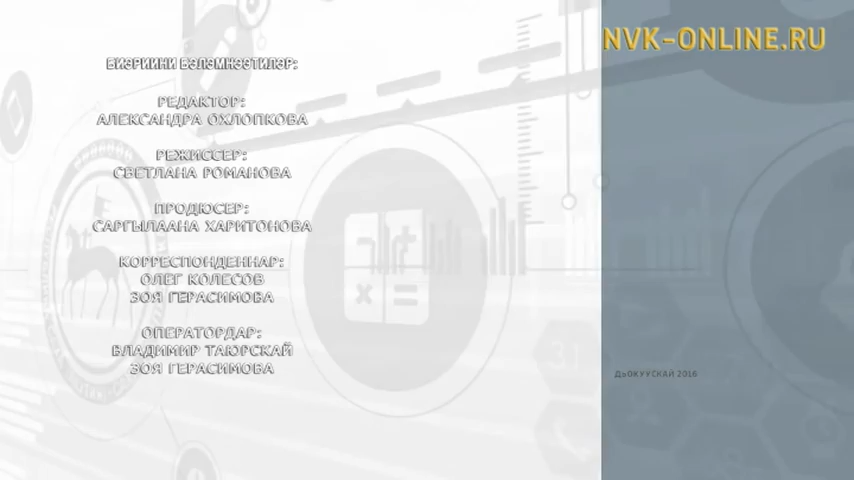 NVK-ONLINE.RU
БИЭРИИНИ БЭЛЭМНЭЭТИЛЭР:
РЕДАКТОР:
АЛЕКСАНДРА ОХЛОПКОВА
РЕЖИССЕР:
СВЕТЛАНА РОМАНОВА
ПРОДЮСЕР:
САРГЫЛААНА ХАРИТОНОВА
КОРРЕСПОНДЕННАР:
ОЛЕГ КОЛЕСОВ
ЗОЯ ГЕРАСИМОВА
ОПЕРАТОРДАР:
ВЛАДИМИР ТАЮРСКАЙ
ЗОЯ ГЕРАСИМОВА
ДЬОКУУСКАЙ 2016